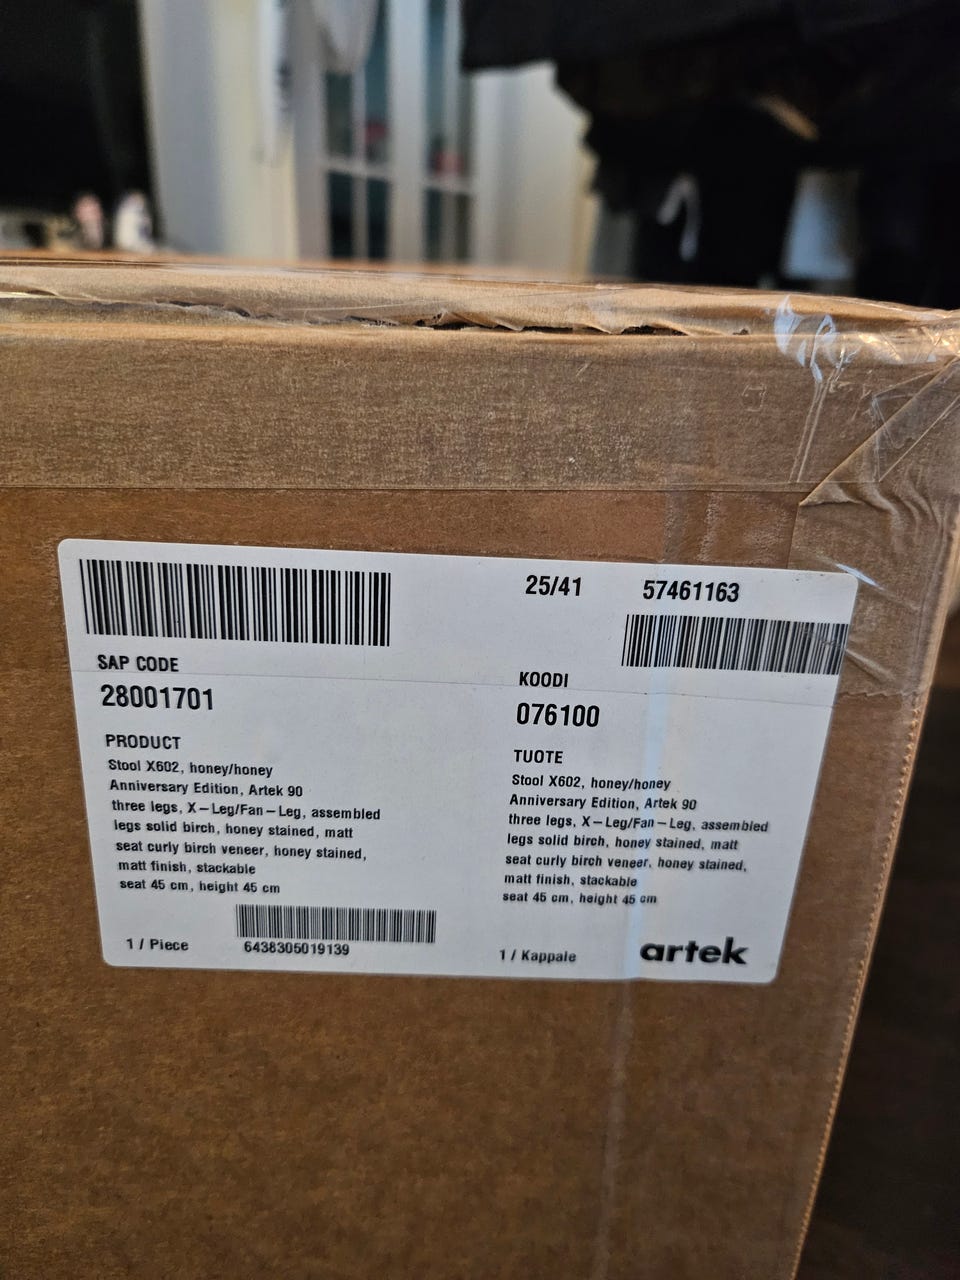 25/41 57461163
SAP CODE
28001701
PRODUCT
Stool X602, honey/honey
Anniversary Edition, Artek 90
three legs, X-Leg/Fan-Leg, assembled
legs solid birch, honey stained, matt
seat curly birch veneer, honey stained,
matt finish, stackable
seat 45 cm, height 45 cm
1 / Piece
6438305019139
KOODI
076100
TUOTE
Stool X602, honey/honey
Anniversary Edition, Artek 90
three legs, X-Leg/Fan-Leg, assembled
legs solid birch, honey stained, matt
seat curly birch veneer, honey stained,
matt finish, stackable
seat 45 cm, height 45 cm
1 / Kappale
artek